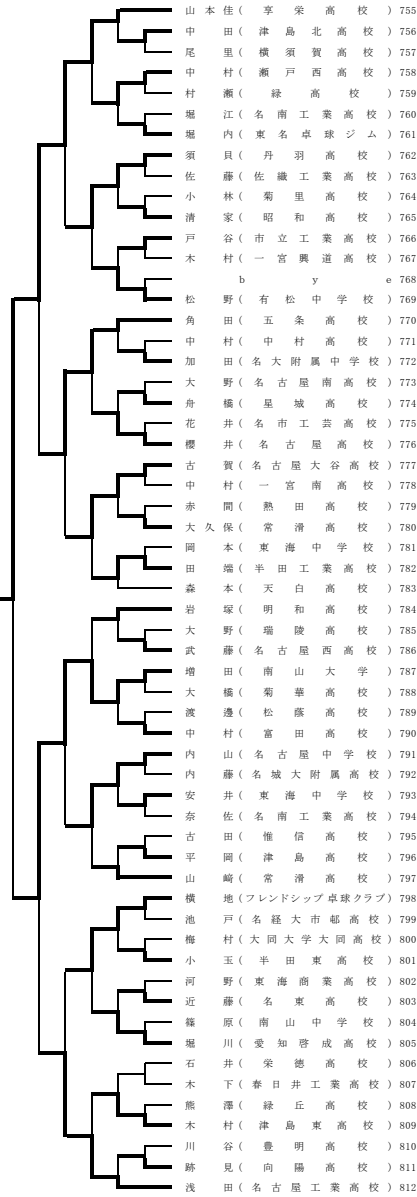 山本佳(享栄高校)755
中田(津島北高校)756
尾里(横須賀高校)757
中村(瀬戸西高校)758
村瀬(緑高校)759
堀江(名南工業高校)760
堀内(東名卓球ジム)761
須貝(丹羽高校)762
佐藤(佐織工業高校)763
小林(菊里高校)764
清家(昭和高校)765
戸谷(市立工業高校)766
木村(一宮興道高校)767
bye 768
松野(有松中学校)769
角田(五条高校)770
中村(中村高校)771
加田(名大附属中学校)772
大野(名古屋南高校)773
舟橋(星城高校)774
花井(名市工芸高校)775
櫻井(名古屋高校)776
古賀(名古屋大谷高校)777
中村(一宮南高校)778
赤間(熱田高校)779
大久保(常滑高校)780
岡本(東海中学校)781
田端(半田工業高校)782
森本(天白高校)783
岩塚(明和高校)784
大野(瑞陵高校)785
武藤(名古屋西高校)786
増田(南山大学)787
大橋(菊華高校)788
渡邊(松蔭高校)789
中村(富田高校)790
内山(名古屋中学校)791
内藤(名城大附属高校)792
安井(東海中学校)793
奈佐(名南工業高校)794
古田(惟信高校)795
平岡(津島高校)796
山﨑(常滑高校)797
横地(フレンドシップ卓球クラブ)798
池戸(名経大市邨高校)799
梅村(大同大学大同高校)800
小玉(半田東高校)801
河野(東海商業高校)802
近藤(名東高校)803
篠原(南山中学校)804
堀川(愛知啓成高校)805
石井(栄徳高校)806
木下(春日井工業高校)807
熊澤(緑丘高校)808
木村(津島東高校)809
川谷(豊明高校)810
跡見(向陽高校)811
浅田(名古屋工業高校)812